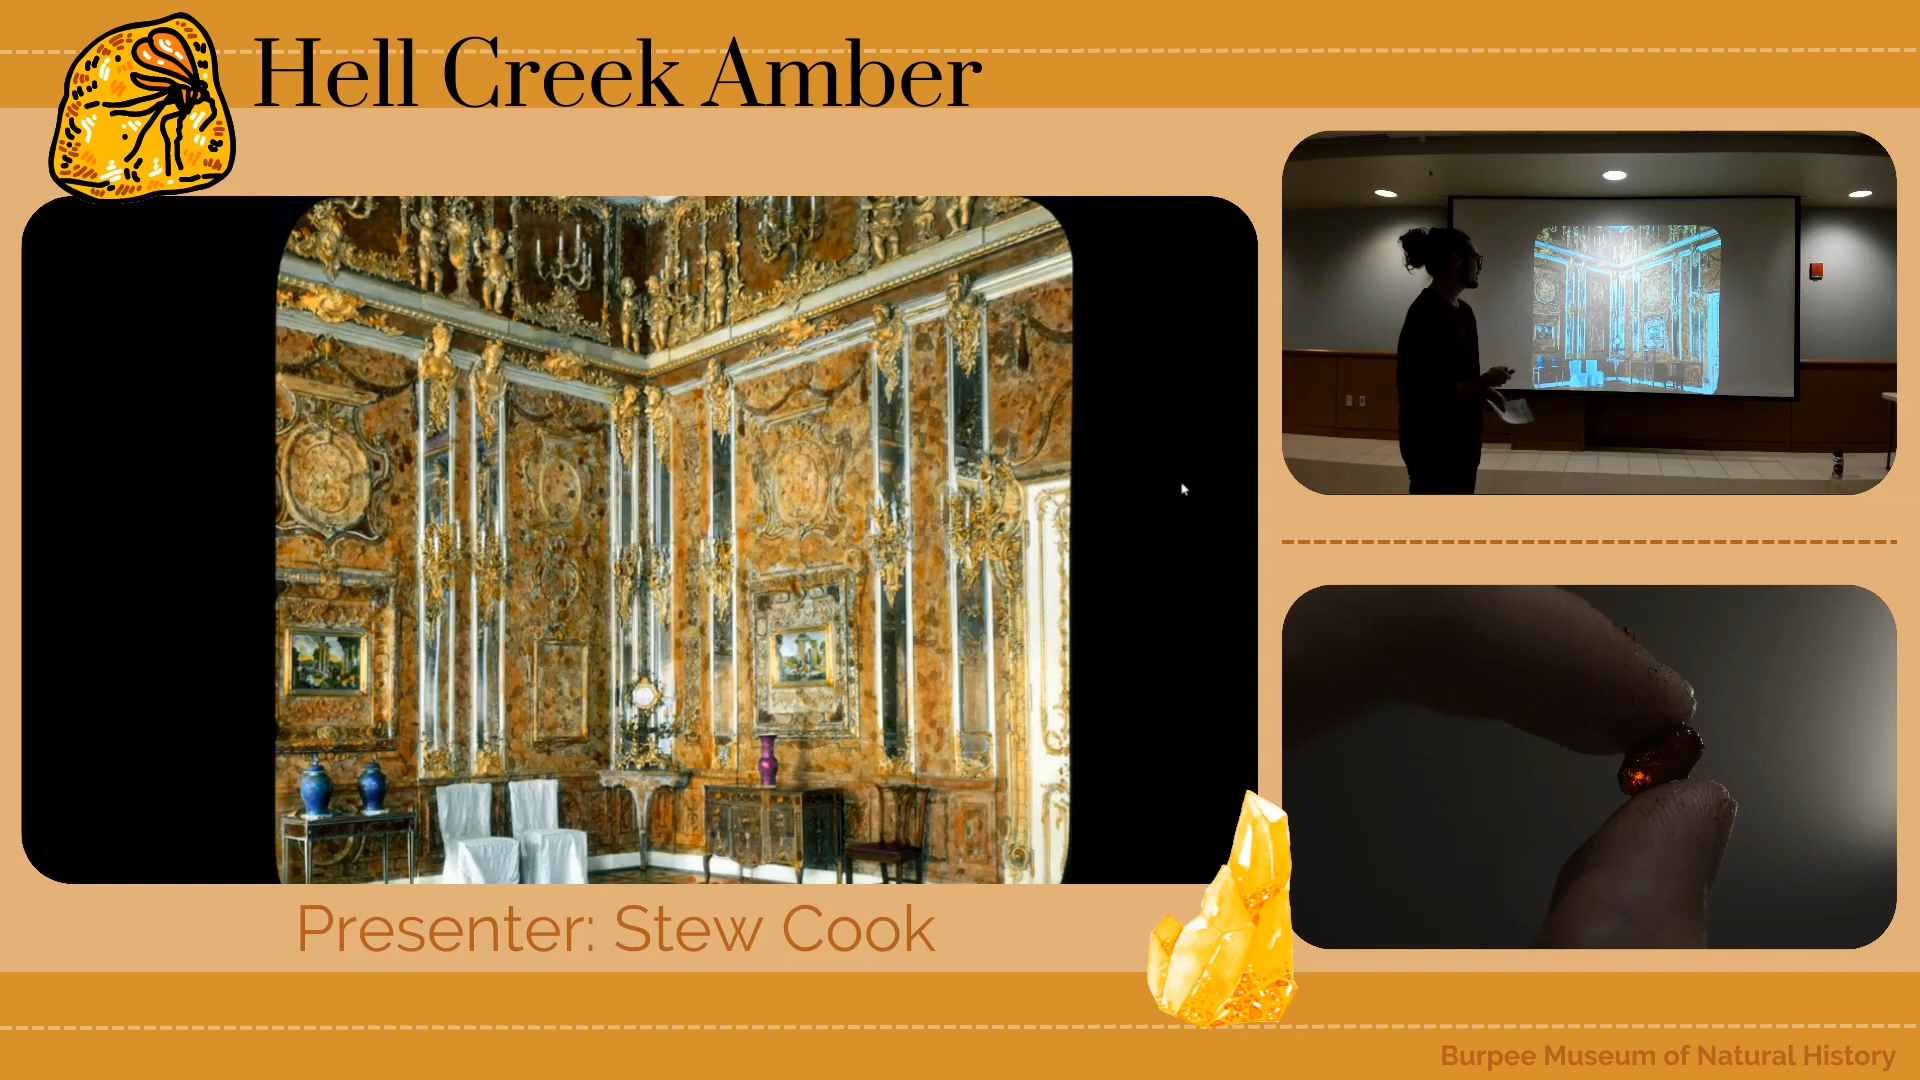 Hell Creek Amber
Presenter: Stew Cook
Burpee Museum of Natural History